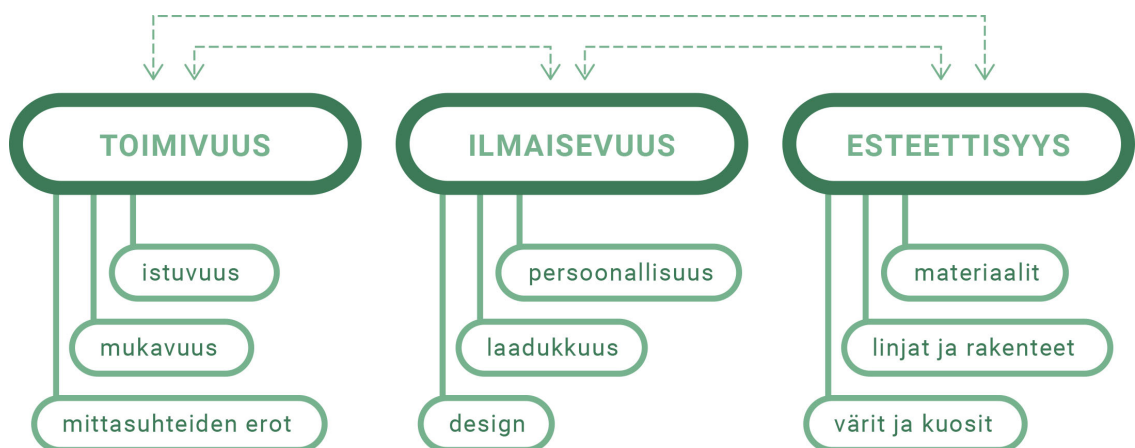 TOIMIVUUS
istuvuus
mukavuus
mittasuhteiden erot
ILMAISEVUUS
persoonallisuus
laadukkuus
design
ESTEETTISYYS
materiaalit
linjat ja rakenteet
värit ja kuosit